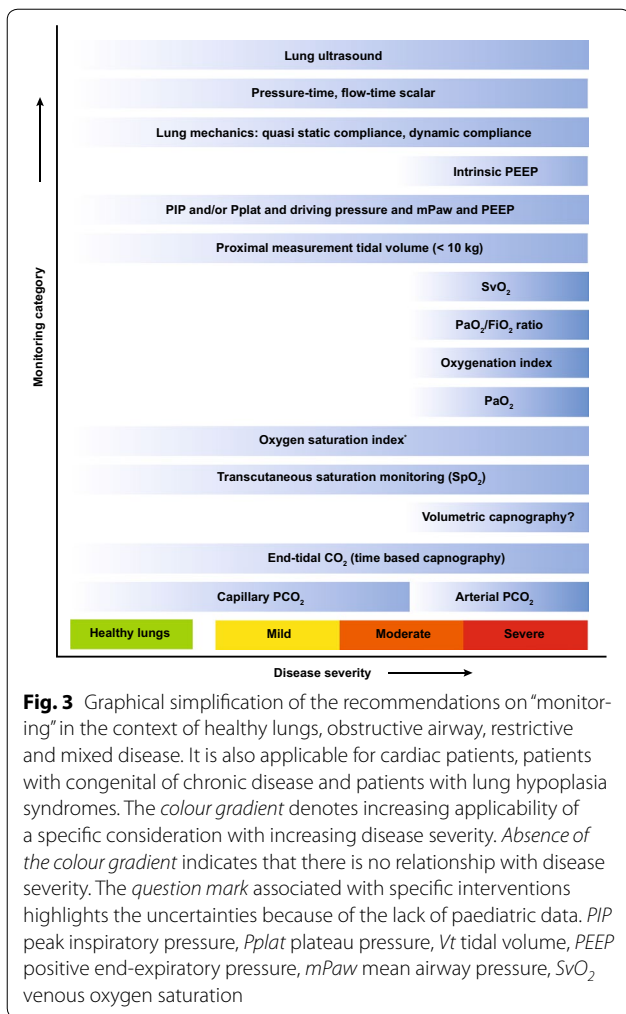 Lung ultrasound
Pressure-time, flow-time scalar
Lung mechanics: quasi static compliance, dynamic compliance
Intrinsic PEEP
PIP and/or Pplat and driving pressure and mPaw and PEEP
Proximal measurement tidal volume (< 10 kg)
SvO₂
PaO₂/FiO₂ ratio
Oxygenation index
PaO₂
Oxygen saturation index*
Transcutaneous saturation monitoring (SpO₂)
Volumetric capnography?
End-tidal CO₂ (time based capnography)
Capillary PCO₂ Arterial PCO₂
Healthy lungs Mild Moderate Severe
Monitoring category
Disease severity
Fig. 3 Graphical simplification of the recommendations on “monitor-
ing” in the context of healthy lungs, obstructive airway, restrictive
and mixed disease. It is also applicable for cardiac patients, patients
with congenital of chronic disease and patients with lung hypoplasia
syndromes. The colour gradient denotes increasing applicability of
a specific consideration with increasing disease severity. Absence of
the colour gradient indicates that there is no relationship with disease
severity. The question mark associated with specific interventions
highlights the uncertainties because of the lack of paediatric data. PIP
peak inspiratory pressure, Pplat plateau pressure, Vt tidal volume, PEEP
positive end-expiratory pressure, mPaw mean airway pressure, SvO₂
venous oxygen saturation